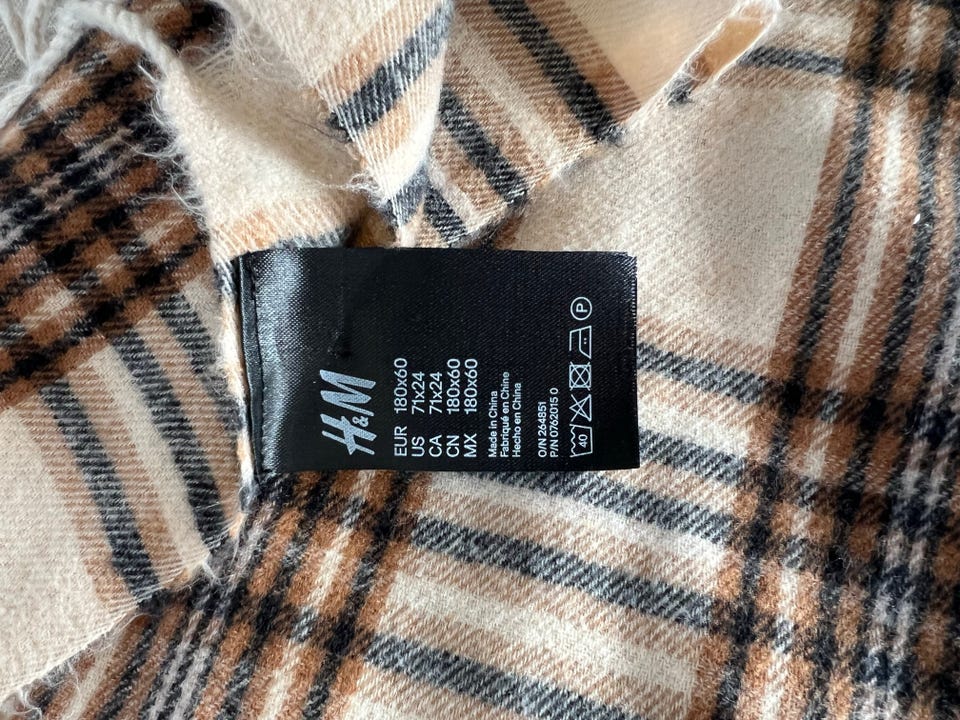 H&M
EUR 180x60
US 71x24
CA 71x24
CN 180x60
MX 180x60
Made in China
Fabriqué en Chine
Hecho en China
O/N 264851
P/N 0762015 0
40 P